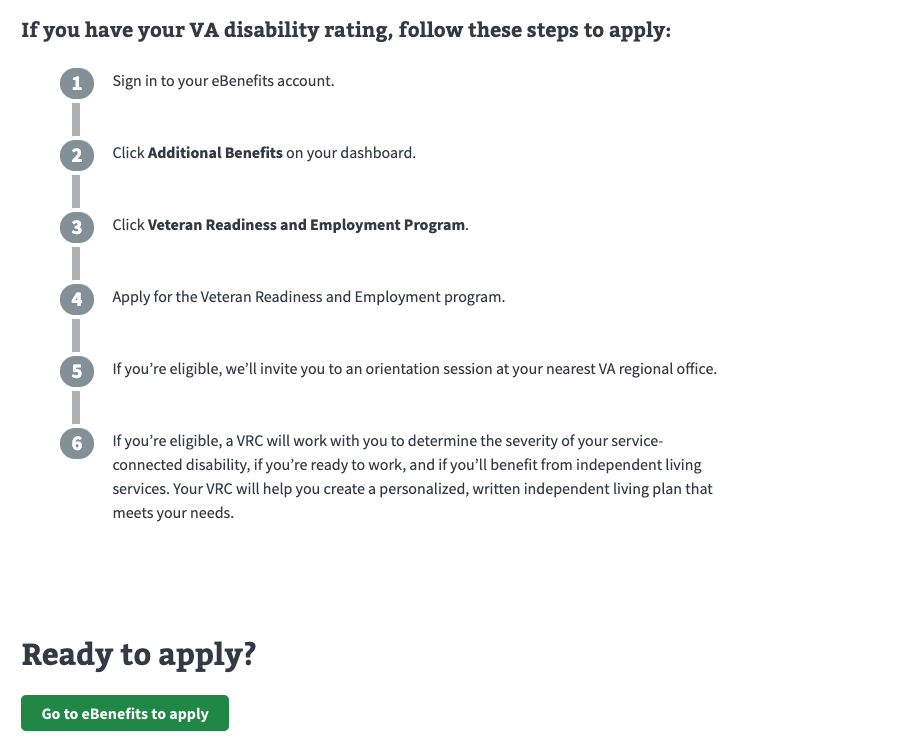 If you have your VA disability rating, follow these steps to apply:
1 Sign in to your eBenefits account.
2 Click Additional Benefits on your dashboard.
3 Click Veteran Readiness and Employment Program.
4 Apply for the Veteran Readiness and Employment program.
5 If you’re eligible, we’ll invite you to an orientation session at your nearest VA regional office.
6 If you’re eligible, a VRC will work with you to determine the severity of your service-
connected disability, if you’re ready to work, and if you’ll benefit from independent living
services. Your VRC will help you create a personalized, written independent living plan that
meets your needs.
Ready to apply?
Go to eBenefits to apply